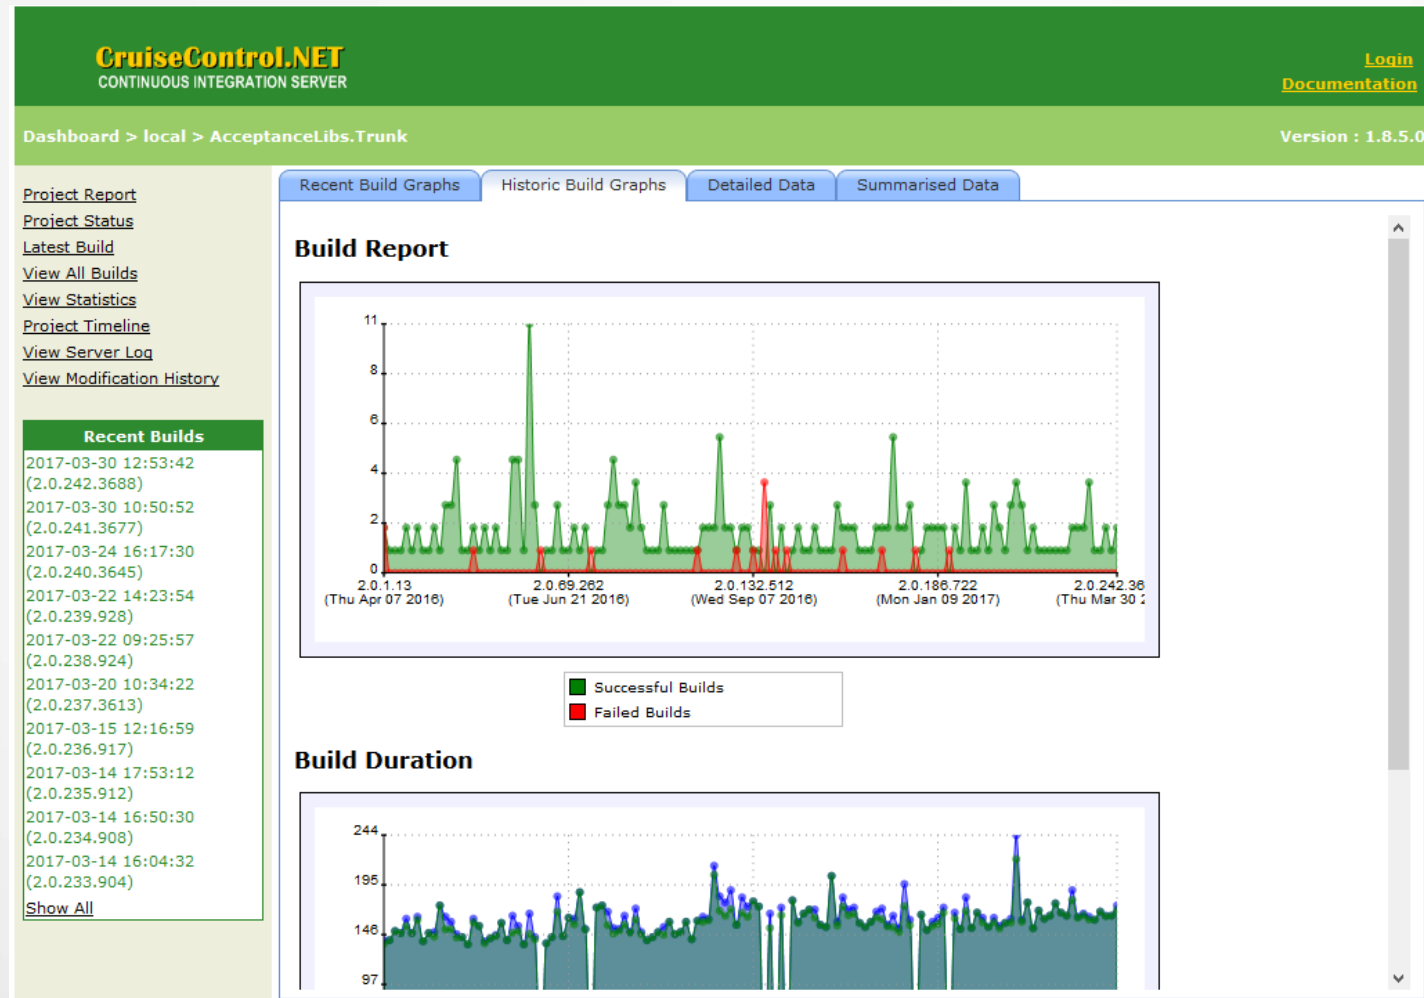 CruiseControl.NET
CONTINUOUS INTEGRATION SERVER
Login
Documentation
Dashboard > local > AcceptanceLibs.Trunk
Version : 1.8.5.0
Project Report
Project Status
Latest Build
View All Builds
View Statistics
Project Timeline
View Server Log
View Modification History
Recent Builds
2017-03-30 12:53:42
(2.0.242.3688)
2017-03-30 10:50:52
(2.0.241.3677)
2017-03-24 16:17:30
(2.0.240.3645)
2017-03-22 14:23:54
(2.0.239.928)
2017-03-22 09:25:57
(2.0.238.924)
2017-03-20 10:34:22
(2.0.237.3613)
2017-03-15 12:16:59
(2.0.236.917)
2017-03-14 17:53:12
(2.0.235.912)
2017-03-14 16:50:30
(2.0.234.908)
2017-03-14 16:04:32
(2.0.233.904)
Show All
Recent Build Graphs
Historic Build Graphs
Detailed Data
Summarised Data
Build Report
11
8
6
4
2
0
2.0.1.13
(Thu Apr 07 2016)
2.0.69.262
(Tue Jun 21 2016)
2.0.132.512
(Wed Sep 07 2016)
2.0.186.722
(Mon Jan 09 2017)
2.0.242.36
(Thu Mar 30 2
Successful Builds
Failed Builds
Build Duration
244
195
146
97